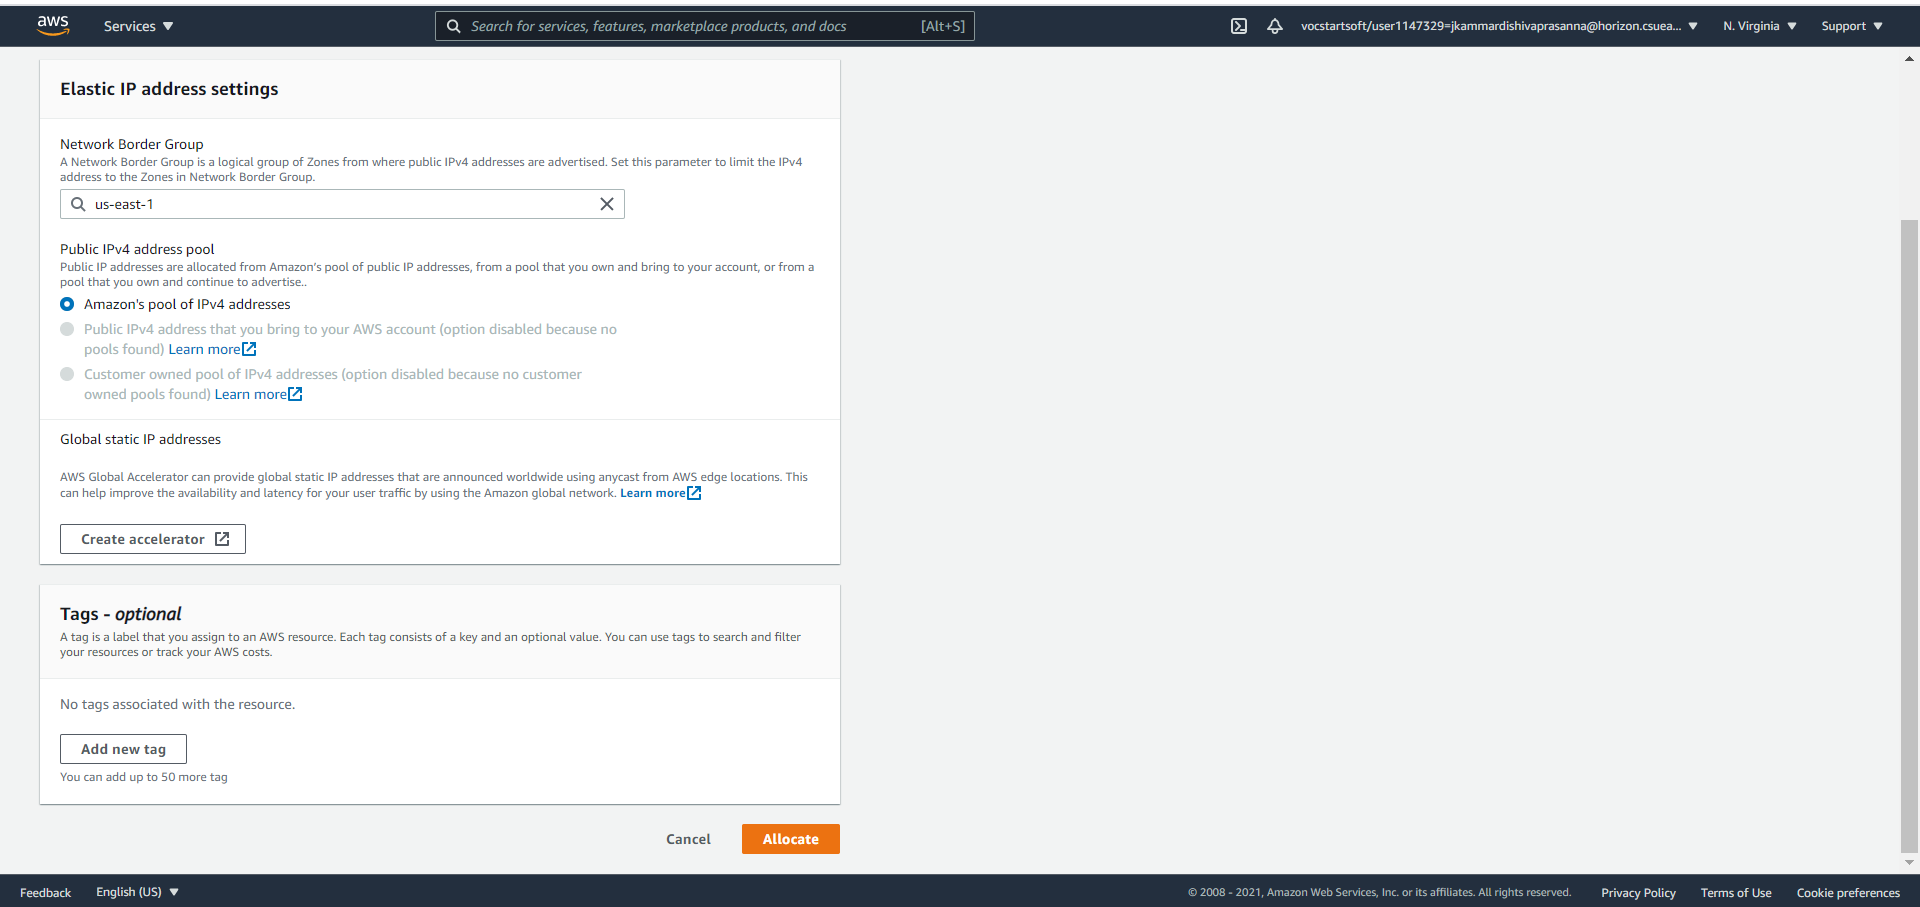 aws
Services
Search for services, features, marketplace products, and docs
[Alt+S]
vocstartsoft/user1147329=jkammardishivaprasanna@horizon.csuea...
N. Virginia
Support
Elastic IP address settings
Network Border Group
A Network Border Group is a logical group of Zones from where public IPv4 addresses are advertised. Set this parameter to limit the IPv4
address to the Zones in Network Border Group.
us-east-1
Public IPv4 address pool
Public IP addresses are allocated from Amazon's pool of public IP addresses, from a pool that you own and bring to your account, or from a
pool that you own and continue to advertise..
Amazon's pool of IPv4 addresses
Public IPv4 address that you bring to your AWS account (option disabled because no
pools found) Learn more
Customer owned pool of IPv4 addresses (option disabled because no customer
owned pools found) Learn more
Global static IP addresses
AWS Global Accelerator can provide global static IP addresses that are announced worldwide using anycast from AWS edge locations. This
can help improve the availability and latency for your user traffic by using the Amazon global network. Learn more
Create accelerator
Tags - optional
A tag is a label that you assign to an AWS resource. Each tag consists of a key and an optional value. You can use tags to search and filter
your resources or track your AWS costs.
No tags associated with the resource.
Add new tag
You can add up to 50 more tag
Cancel
Allocate
Feedback
English (US)
© 2008 - 2021, Amazon Web Services, Inc. or its affiliates. All rights reserved.
Privacy Policy
Terms of Use
Cookie preferences